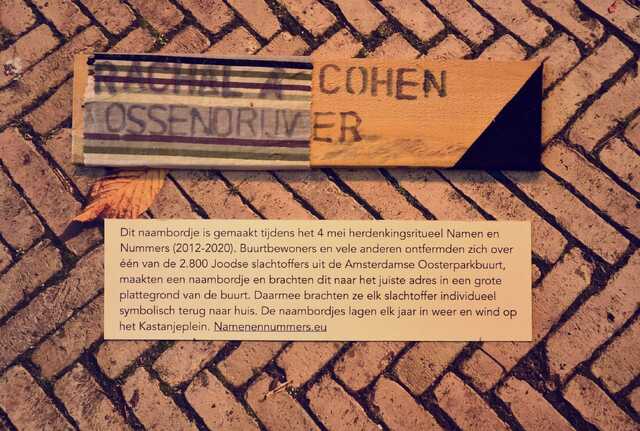 RACHEL A COHEN
OSSENDRIJVER
Dit naambordje is gemaakt tijdens het 4 mei herdenkingsritueel Namen en
Nummers (2012-2020). Buurtbewoners en vele anderen ontfermden zich over
één van de 2.800 Joodse slachtoffers uit de Amsterdamse Oosterparkbuurt,
maakten een naambordje en brachten dit naar het juiste adres in een grote
plattegrond van de buurt. Daarmee brachten ze elk slachtoffer individueel
symbolisch terug naar huis. De naambordjes lagen elk jaar in weer en wind op
het Kastanjeplein. Namenennummers.eu